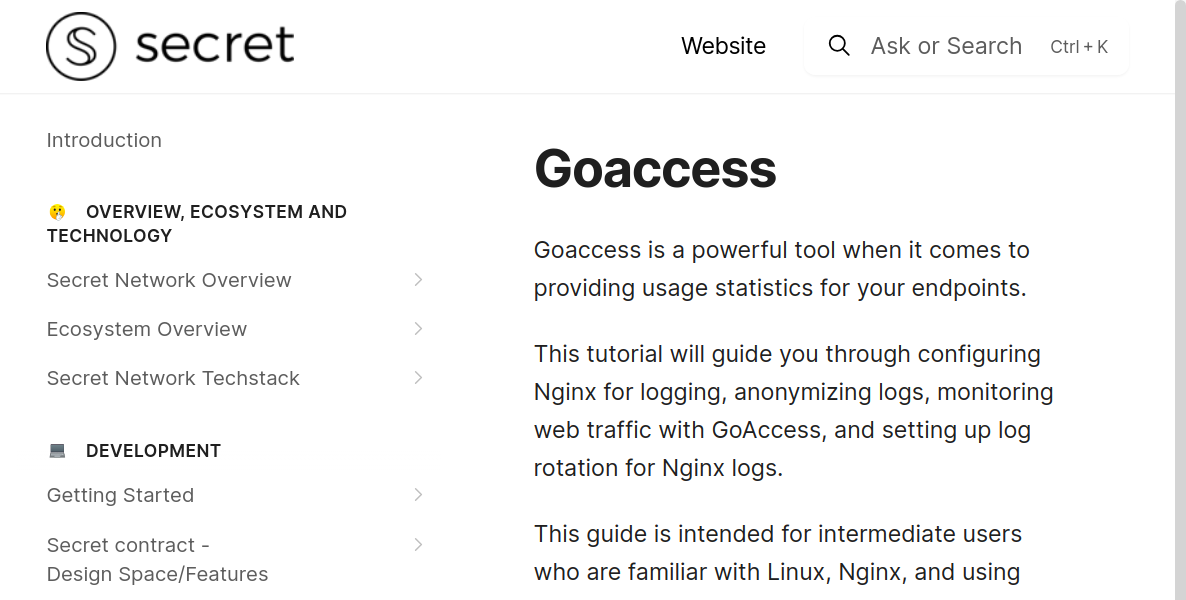 secret
Website
Ask or Search
Ctrl + K
Introduction
OVERVIEW, ECOSYSTEM AND
TECHNOLOGY
Secret Network Overview
Ecosystem Overview
Secret Network Techstack
DEVELOPMENT
Getting Started
Secret contract -
Design Space/Features
Goaccess
Goaccess is a powerful tool when it comes to
providing usage statistics for your endpoints.
This tutorial will guide you through configuring
Nginx for logging, anonymizing logs, monitoring
web traffic with GoAccess, and setting up log
rotation for Nginx logs.
This guide is intended for intermediate users
who are familiar with Linux, Nginx, and using